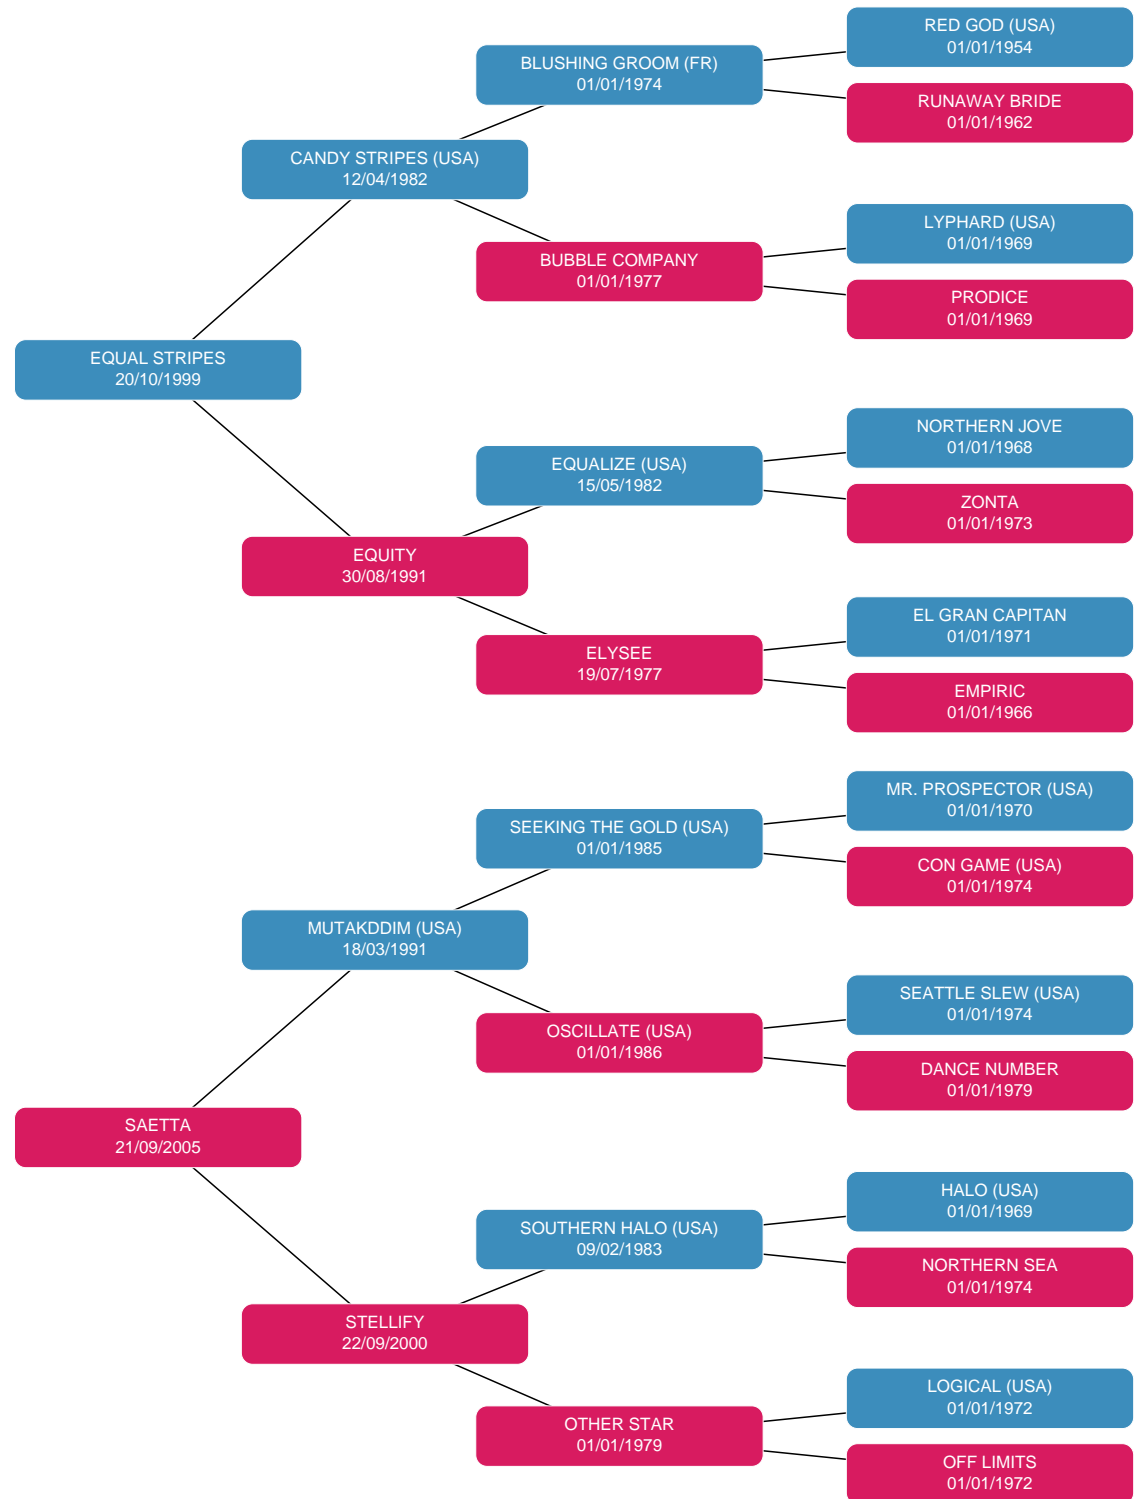 RED GOD (USA)
01/01/1954
BLUSHING GROOM (FR)
01/01/1974
RUNAWAY BRIDE
01/01/1962
CANDY STRIPES (USA)
12/04/1982
LYPHARD (USA)
01/01/1969
BUBBLE COMPANY
01/01/1977
PRODICE
01/01/1969
EQUAL STRIPES
20/10/1999
NORTHERN JOVE
01/01/1968
EQUALIZE (USA)
15/05/1982
ZONTA
01/01/1973
EQUITY
30/08/1991
EL GRAN CAPITAN
01/01/1971
ELYSEE
19/07/1977
EMPIRIC
01/01/1966
MR. PROSPECTOR (USA)
01/01/1970
SEEKING THE GOLD (USA)
01/01/1985
CON GAME (USA)
01/01/1974
MUTAKDDIM (USA)
18/03/1991
SEATTLE SLEW (USA)
01/01/1974
OSCILLATE (USA)
01/01/1986
DANCE NUMBER
01/01/1979
SAETTA
21/09/2005
HALO (USA)
01/01/1969
SOUTHERN HALO (USA)
09/02/1983
NORTHERN SEA
01/01/1974
STELLIFY
22/09/2000
LOGICAL (USA)
01/01/1972
OTHER STAR
01/01/1979
OFF LIMITS
01/01/1972